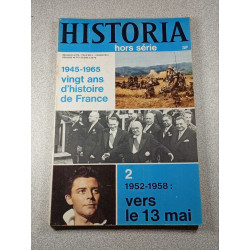 HISTORIA
hors série
1945-1965
vingt ans
d'histoire
de France
2
1952-1958 :
vers
le 13 mai